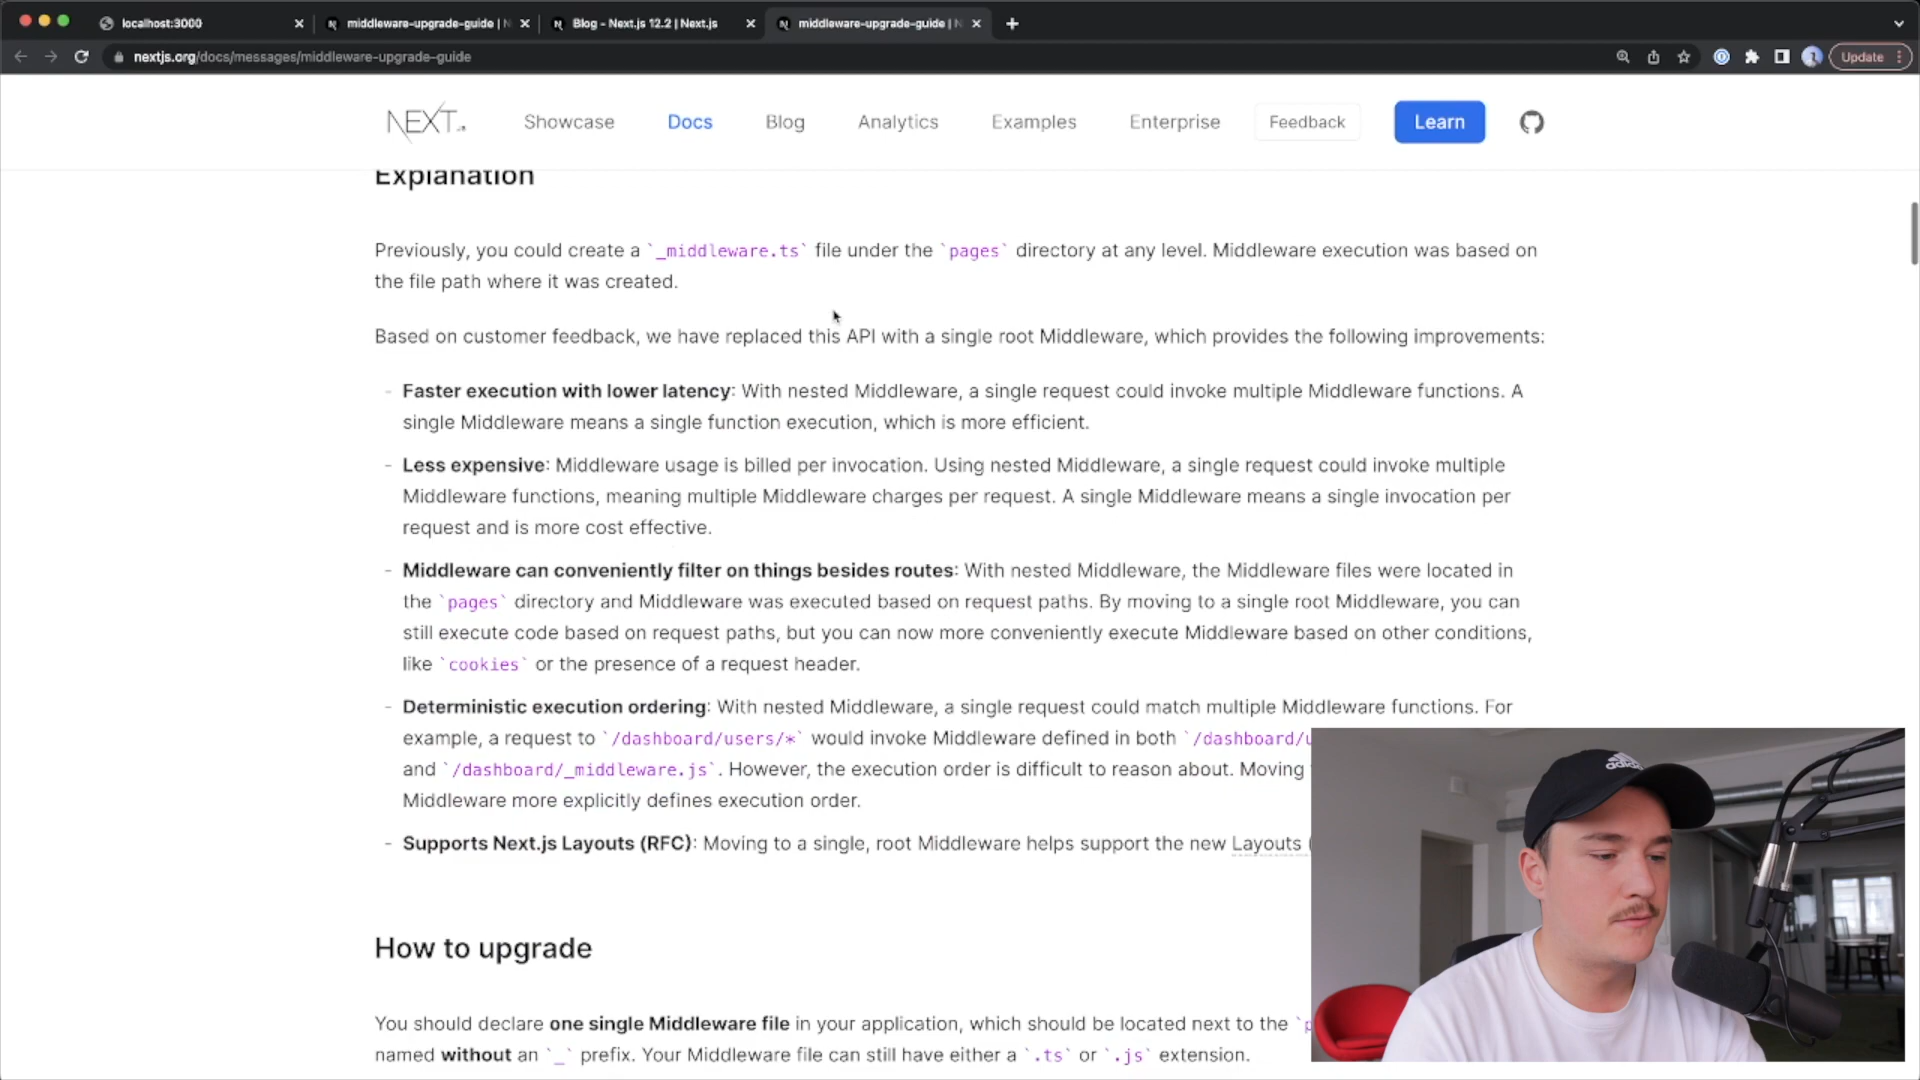 localhost:3000
middleware-upgrade-guide | N
Blog - Next.js 12.2 | Next.js
middleware-upgrade-guide | N
nextjs.org/docs/messages/middleware-upgrade-guide
Update
NEXT.JS
Showcase
Docs
Blog
Analytics
Examples
Enterprise
Feedback
Learn
Explanation
Previously, you could create a `_middleware.ts` file under the `pages` directory at any level. Middleware execution was based on
the file path where it was created.
Based on customer feedback, we have replaced this API with a single root Middleware, which provides the following improvements:
- Faster execution with lower latency: With nested Middleware, a single request could invoke multiple Middleware functions. A
single Middleware means a single function execution, which is more efficient.
- Less expensive: Middleware usage is billed per invocation. Using nested Middleware, a single request could invoke multiple
Middleware functions, meaning multiple Middleware charges per request. A single Middleware means a single invocation per
request and is more cost effective.
- Middleware can conveniently filter on things besides routes: With nested Middleware, the Middleware files were located in
the `pages` directory and Middleware was executed based on request paths. By moving to a single root Middleware, you can
still execute code based on request paths, but you can now more conveniently execute Middleware based on other conditions,
like `cookies` or the presence of a request header.
- Deterministic execution ordering: With nested Middleware, a single request could match multiple Middleware functions. For
example, a request to `/dashboard/users/*` would invoke Middleware defined in both `/dashboard/u
and `/dashboard/_middleware.js`. However, the execution order is difficult to reason about. Moving
Middleware more explicitly defines execution order.
- Supports Next.js Layouts (RFC): Moving to a single, root Middleware helps support the new Layouts (
How to upgrade
You should declare one single Middleware file in your application, which should be located next to the `p
named without an `_` prefix. Your Middleware file can still have either a `.ts` or `.js` extension.
adidas